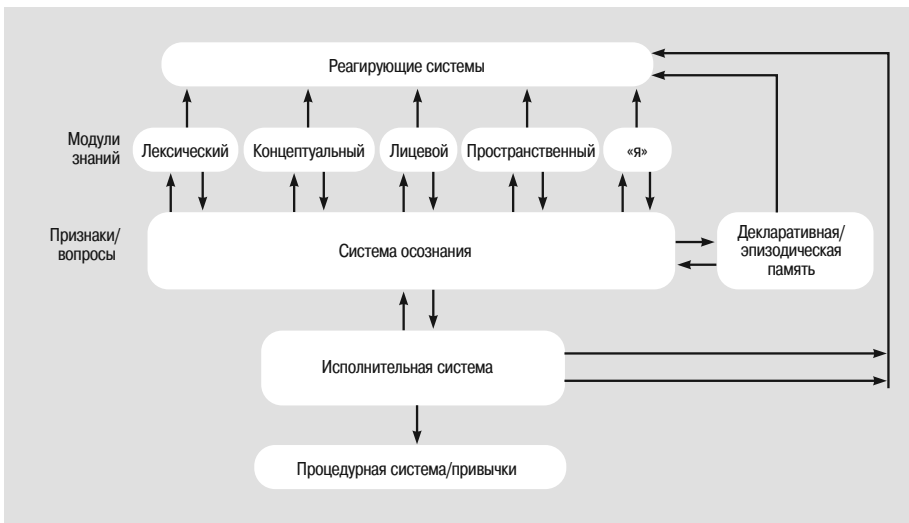 Реагирующие системы
Модули
знаний
Лексический
Концептуальный
Лицевой
Пространственный
«я»
Признаки/
вопросы
Система осознания
Декларативная/
эпизодическая
память
Исполнительная система
Процедурная система/привычки